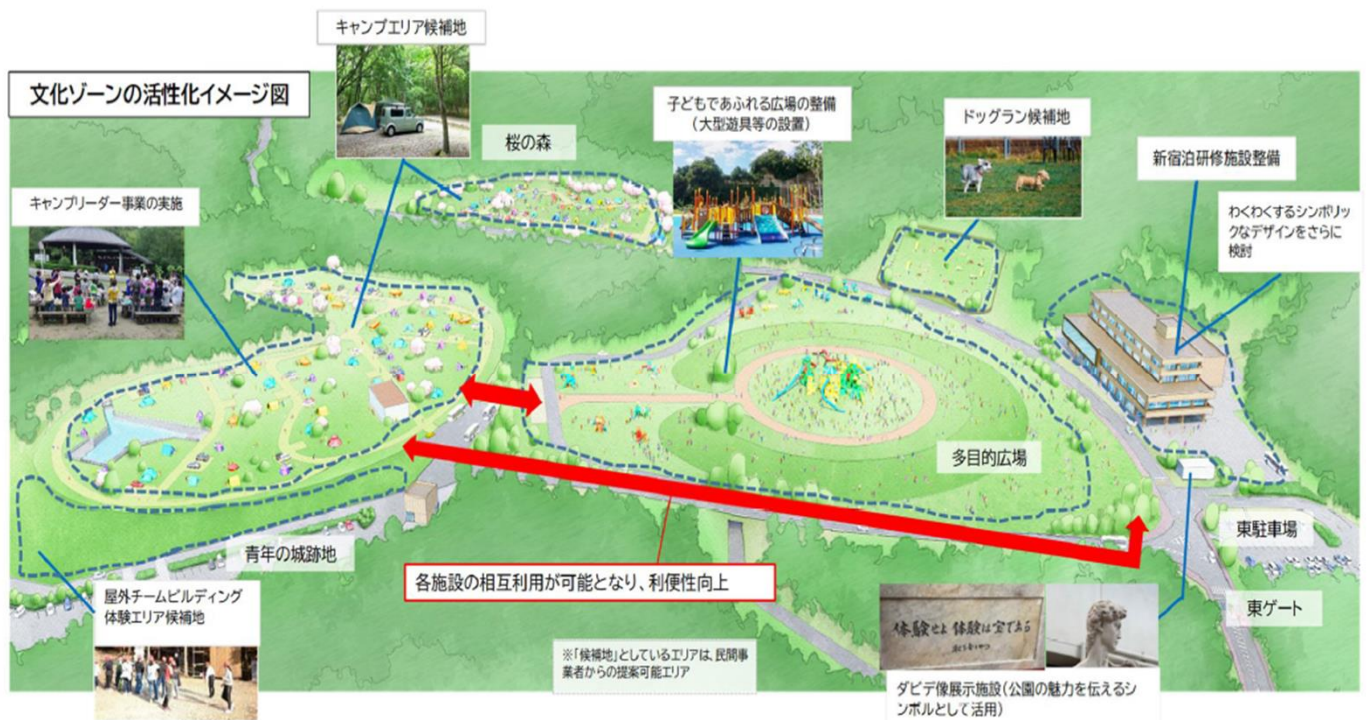 キャンプエリア候補地
文化ゾーンの活性化イメージ図
子どもであふれる広場の整備
（大型遊具等の設置）
ドッグラン候補地
桜の森
新宿泊研修施設整備
キャンプリーダー事業の実施
わくわくするシンボリッ
クなデザインをさらに
検討
多目的広場
東駐車場
青年の城跡地
各施設の相互利用が可能となり、利便性向上
屋外チームビルディング
体験エリア候補地
東ゲート
体験せよ 体験は宝である
※「候補地」としているエリアは、民間事
業者からの提案可能エリア
ダビデ像展示施設（公園の魅力を伝えるシ
ンボルとして活用）